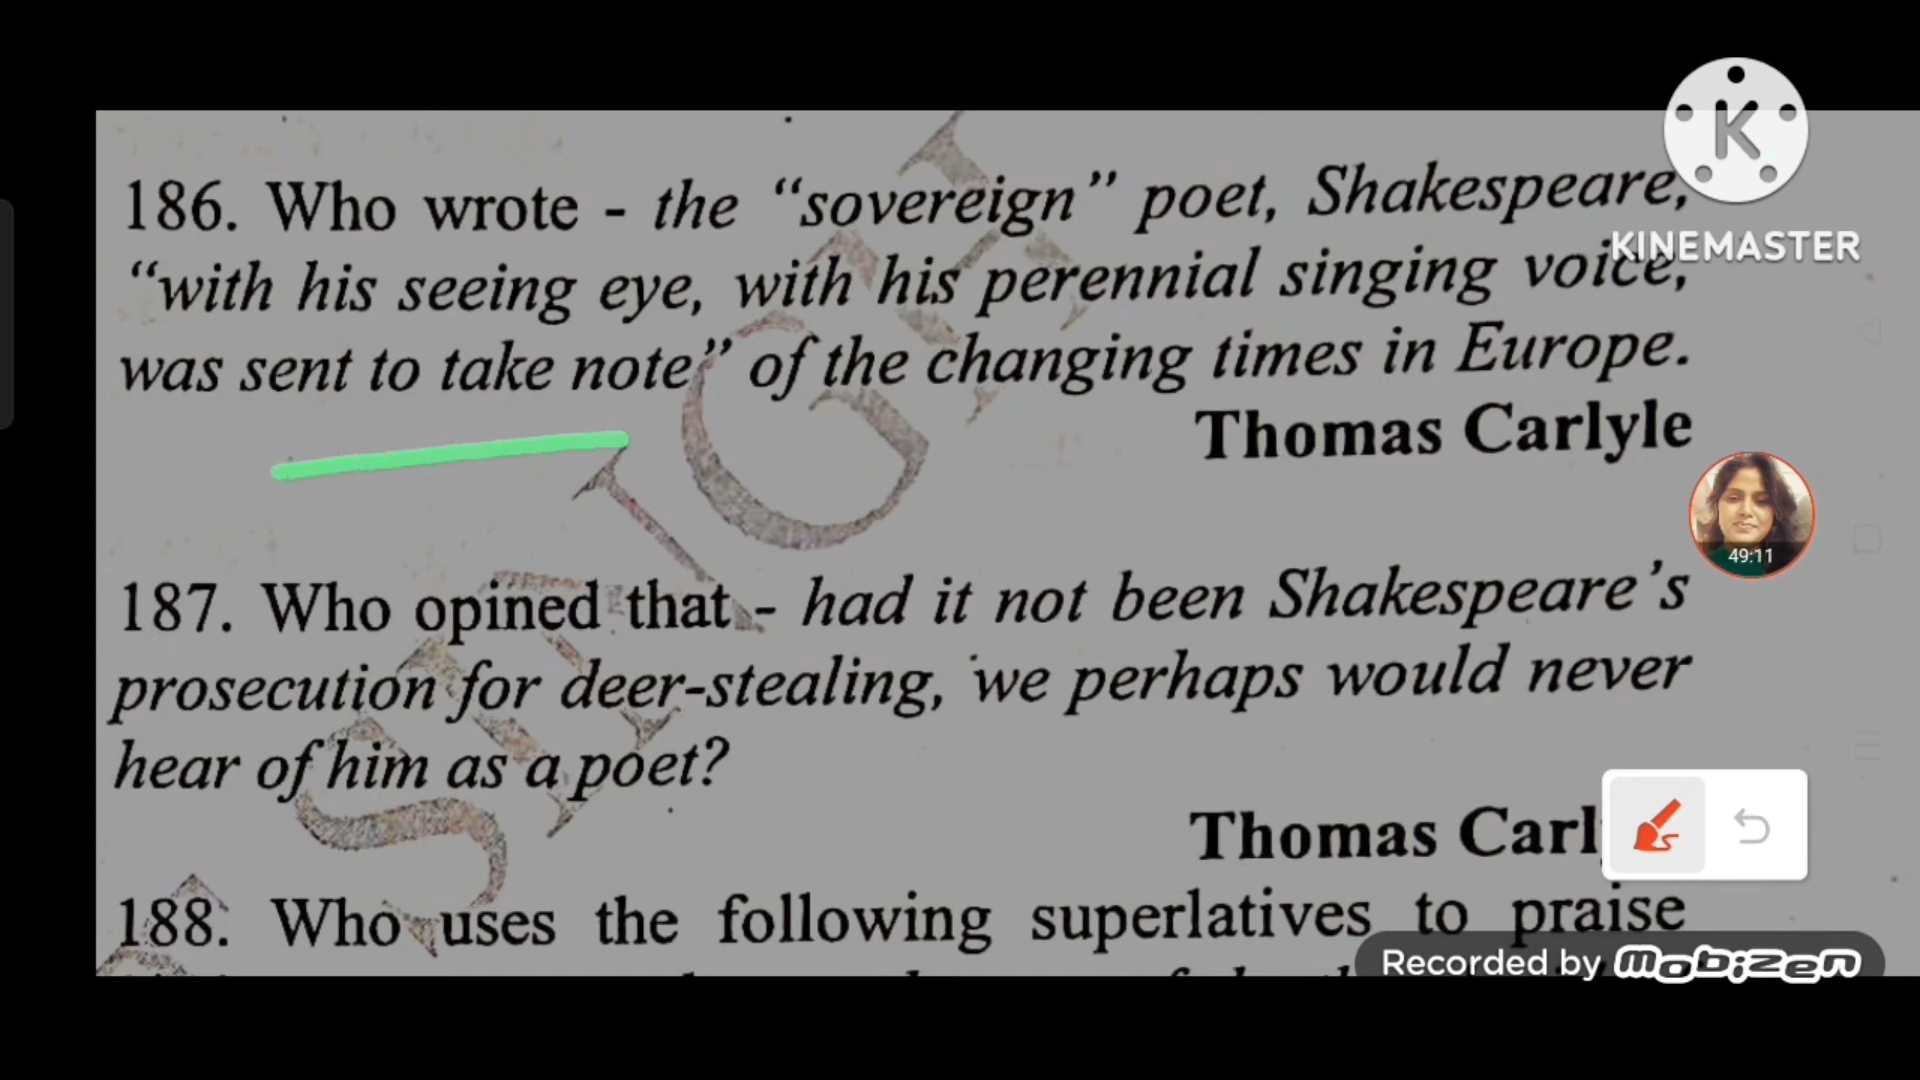 186. Who wrote - the “sovereign” poet, Shakespeare,
“with his seeing eye, with his perennial singing voice,
was sent to take note” of the changing times in Europe.
Thomas Carlyle
187. Who opined that - had it not been Shakespeare’s
prosecution for deer-stealing, we perhaps would never
hear of him as a poet?
Thomas Carl
188. Who uses the following superlatives to praise
K
KINEMASTER
49:11
Recorded by Mobizen